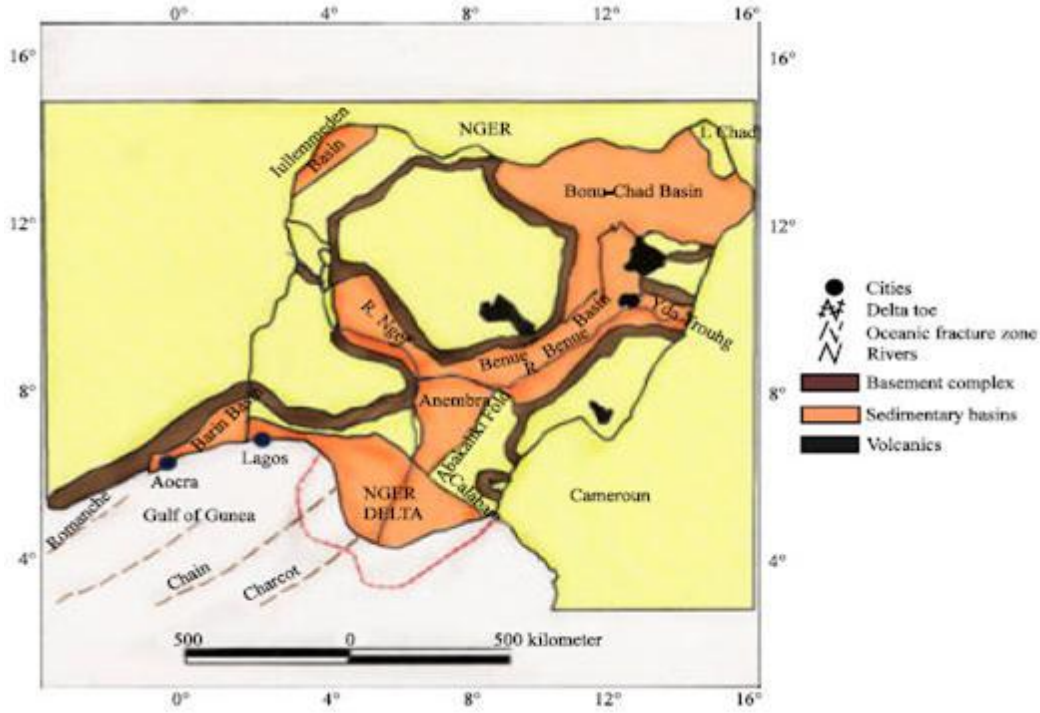 0° 4° 8° 12° 16°
16° 16°
Iullemmeden
Basin
NGER
L Chad
Bonu-Chad Basin
12° 12°
R. Nger
Benue Basin
R. Benue
Yda Trouhg
8° 8°
Anembra
Abakaliki Fold
Barin Basin
Lagos
Aocra
Calabar
NGER
DELTA
Cameroun
Romanche
Gulf of Gunea
Chain
Charcot
4° 4°
500 0 500 kilometer
0° 4° 8° 12° 16°
Cities
Delta toe
Oceanic fracture zone
Rivers
Basement complex
Sedimentary basins
Volcanics